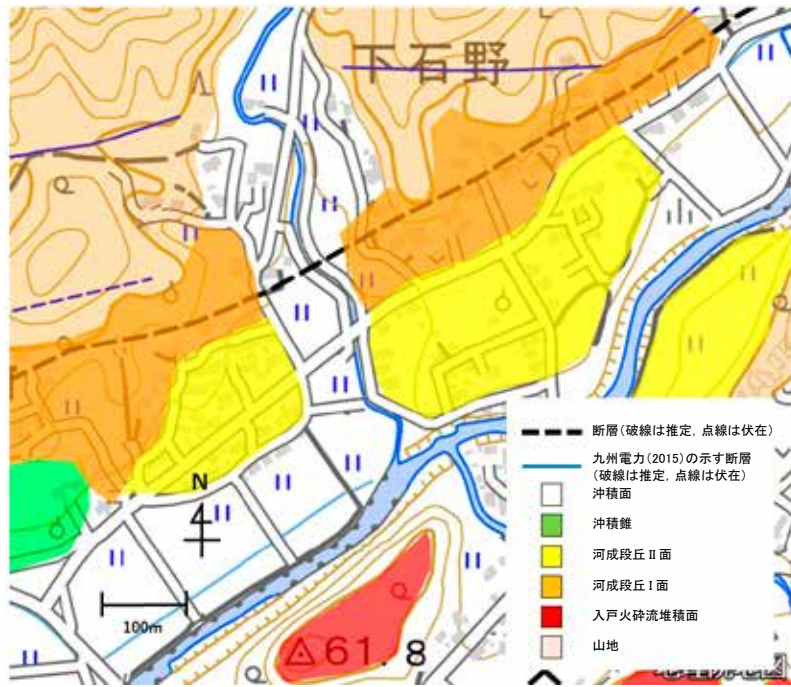 下石野
N
100m
61.8
断層(破線は推定, 点線は伏在)
九州電力(2015)の示す断層
(破線は推定, 点線は伏在)
沖積面
沖積錐
河成段丘Ⅱ面
河成段丘Ⅰ面
入戸火砕流堆積面
山地